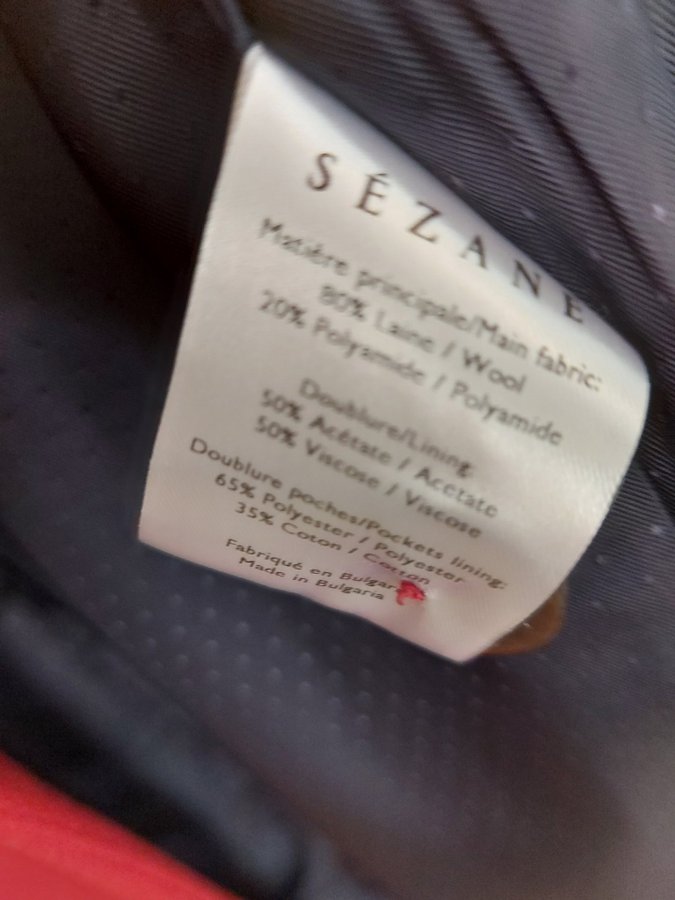 SÉZANE
Matière principale/Main fabric:
80% Laine / Wool
20% Polyamide / Polyamide
Doublure/Lining
50% Acétate / Acetate
50% Viscose / Viscose
Doublure poches/Pockets lining:
65% Polyester / Polyester
35% Coton / Cotton
Fabriqué en Bulgar
Made in Bulgaria